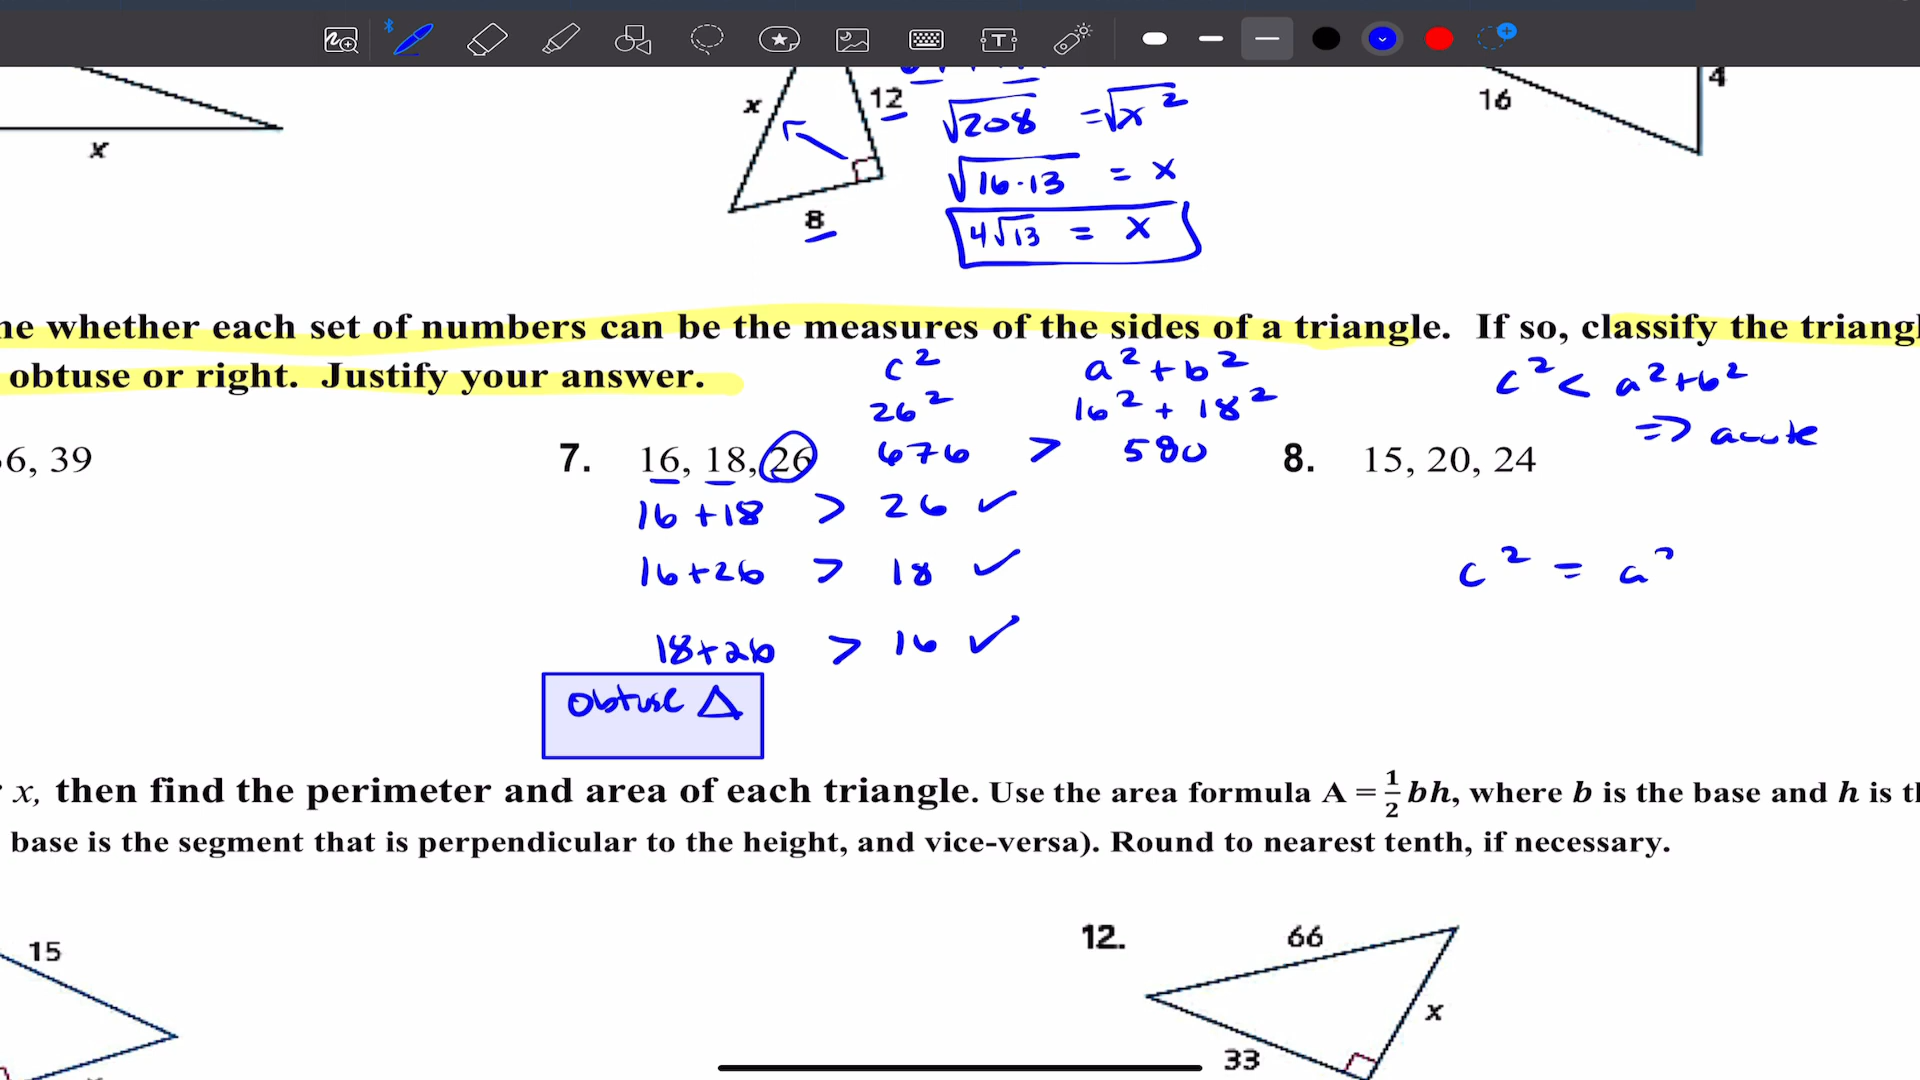 x
x
12
8
√208 = √x²
√16·13 = x
4√13 = x
16
4
ne whether each set of numbers can be the measures of the sides of a triangle. If so, classify the triangl
obtuse or right. Justify your answer.
c² a²+b²
26² 16² + 18²
676 > 580
c² < a²+b²
=> acute
6, 39
7. 16, 18, 26
16+18 > 26 ✓
16+26 > 18 ✓
18+26 > 16 ✓
Obtuse Δ
8. 15, 20, 24
c² = a²
x, then find the perimeter and area of each triangle. Use the area formula A = 1/2 bh, where b is the base and h is th
base is the segment that is perpendicular to the height, and vice-versa). Round to nearest tenth, if necessary.
15
12.
66
x
33